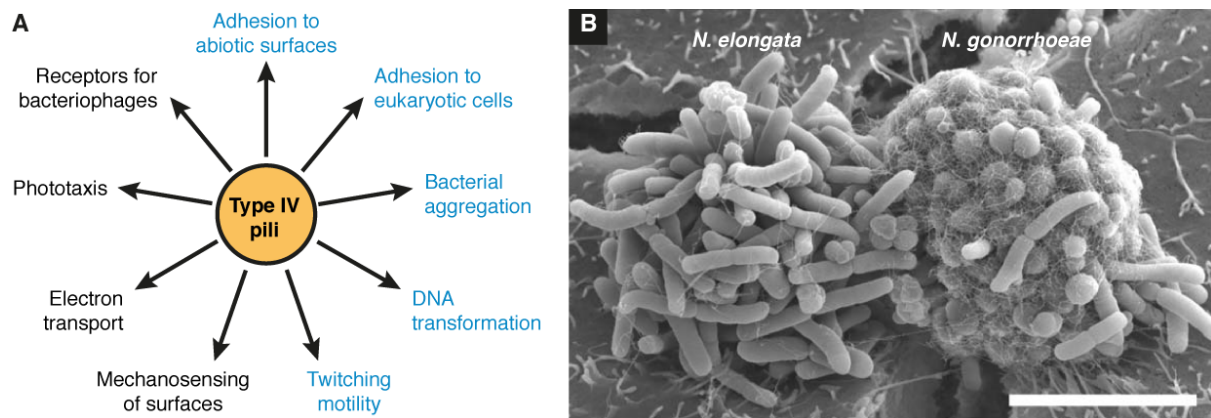 A
Adhesion to
abiotic surfaces
Receptors for
bacteriophages
Adhesion to
eukaryotic cells
Phototaxis
Type IV
pili
Bacterial
aggregation
Electron
transport
DNA
transformation
Mechanosensing
of surfaces
Twitching
motility
B
N. elongata
N. gonorrhoeae